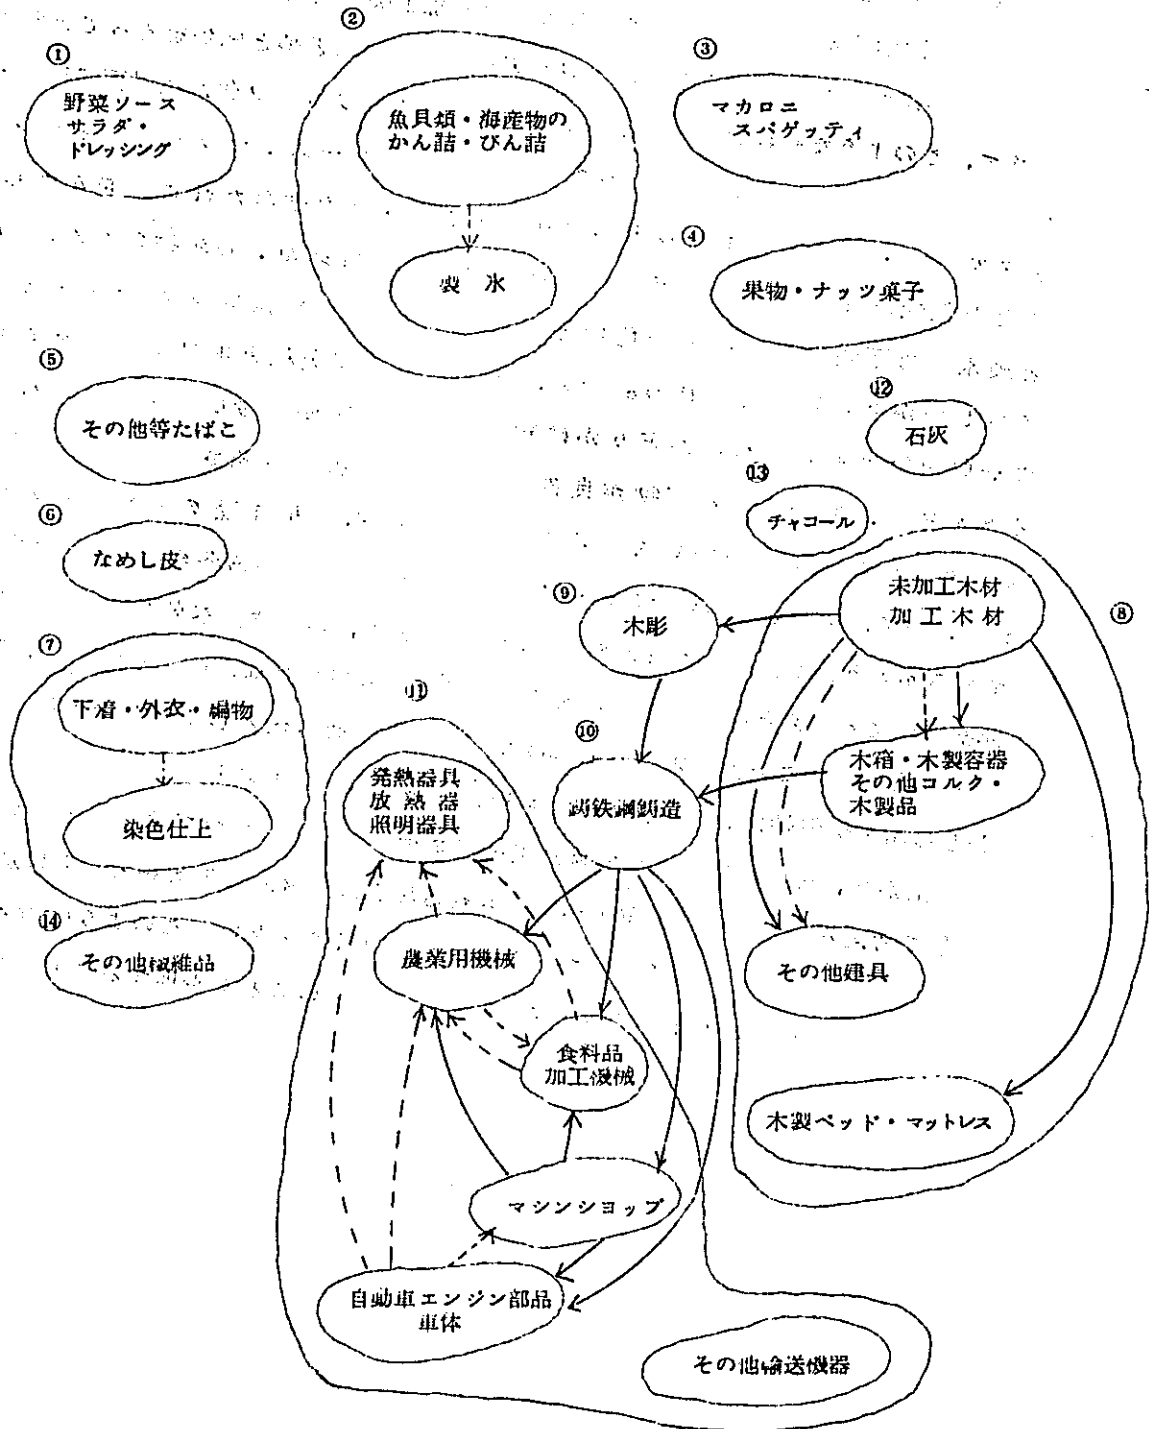 ①
野菜ソース
サラダ・
ドレッシング
②
魚貝類・海産物の
かん詰・びん詰
製 氷
③
マカロニ
スパゲッティ
④
果物・ナッツ菓子
⑤
その他等たばこ
⑥
なめし皮
⑦
下着・外衣・編物
染色仕上
⑭
その他繊維品
⑫
石灰
⑬
チャコール
⑧
未加工木材
加工木材
木箱・木製容器
その他コルク・
木製品
その他建具
木製ベッド・マットレス
⑨
木彫
⑩
鋳鉄鋼鋳造
⑪
発熱器具
放熱器
照明器具
農業用機械
食料品
加工機械
マシンショップ
自動車エンジン部品
車体
その他輸送機器